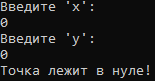 Введите 'x':
0
Введите 'y':
0
Точка лежит в нуле!